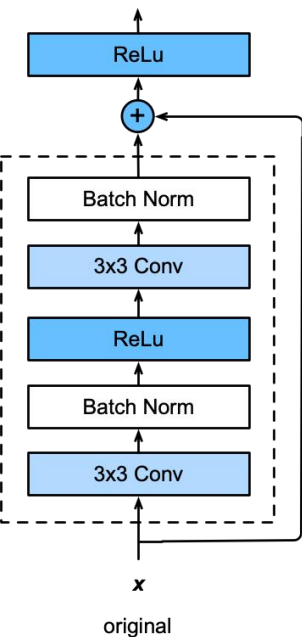 ReLu
+
Batch Norm
3x3 Conv
ReLu
Batch Norm
3x3 Conv
x
original